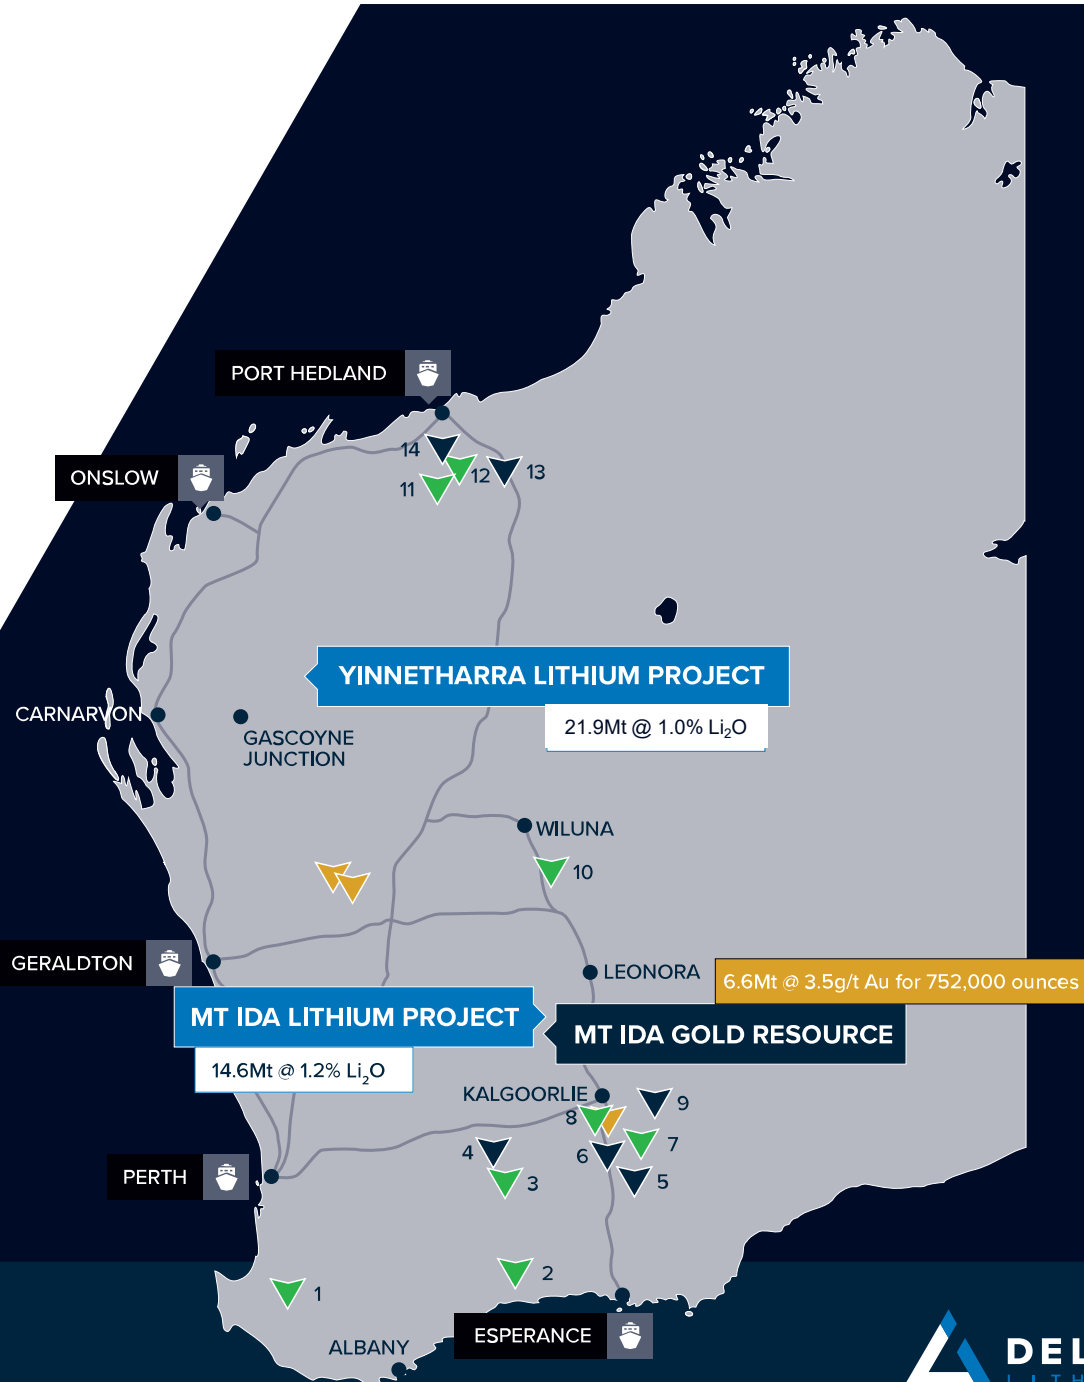 PORT HEDLAND
14
12
13
11
ONSLOW
YINNETHARRA LITHIUM PROJECT
21.9Mt @ 1.0% Li₂O
CARNARVON
GASCOYNE
JUNCTION
WILUNA
10
GERALDTON
LEONORA
6.6Mt @ 3.5g/t Au for 752,000 ounces
MT IDA LITHIUM PROJECT
MT IDA GOLD RESOURCE
14.6Mt @ 1.2% Li₂O
KALGOORLIE
9
8
7
4
6
3
5
PERTH
2
1
ESPERANCE
ALBANY
DEL
LITH